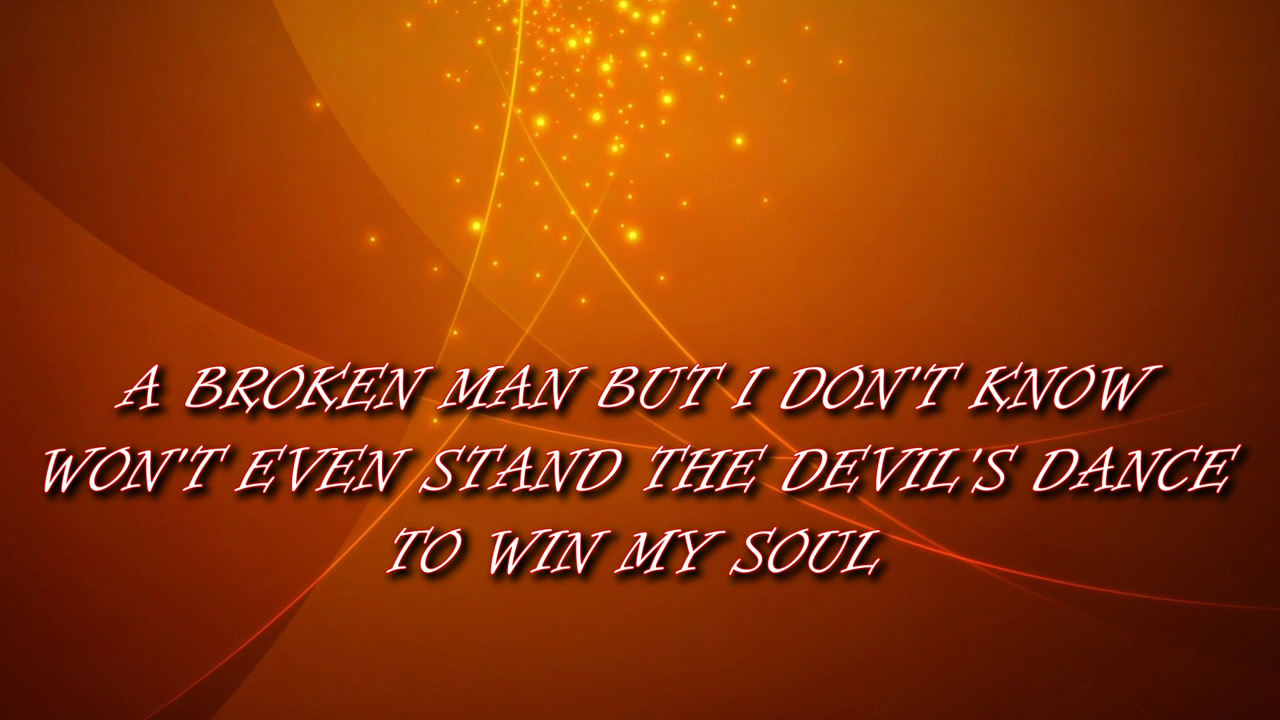 A BROKEN MAN BUT I DON'T KNOW
WON'T EVEN STAND THE DEVIL'S DANCE
TO WIN MY SOUL